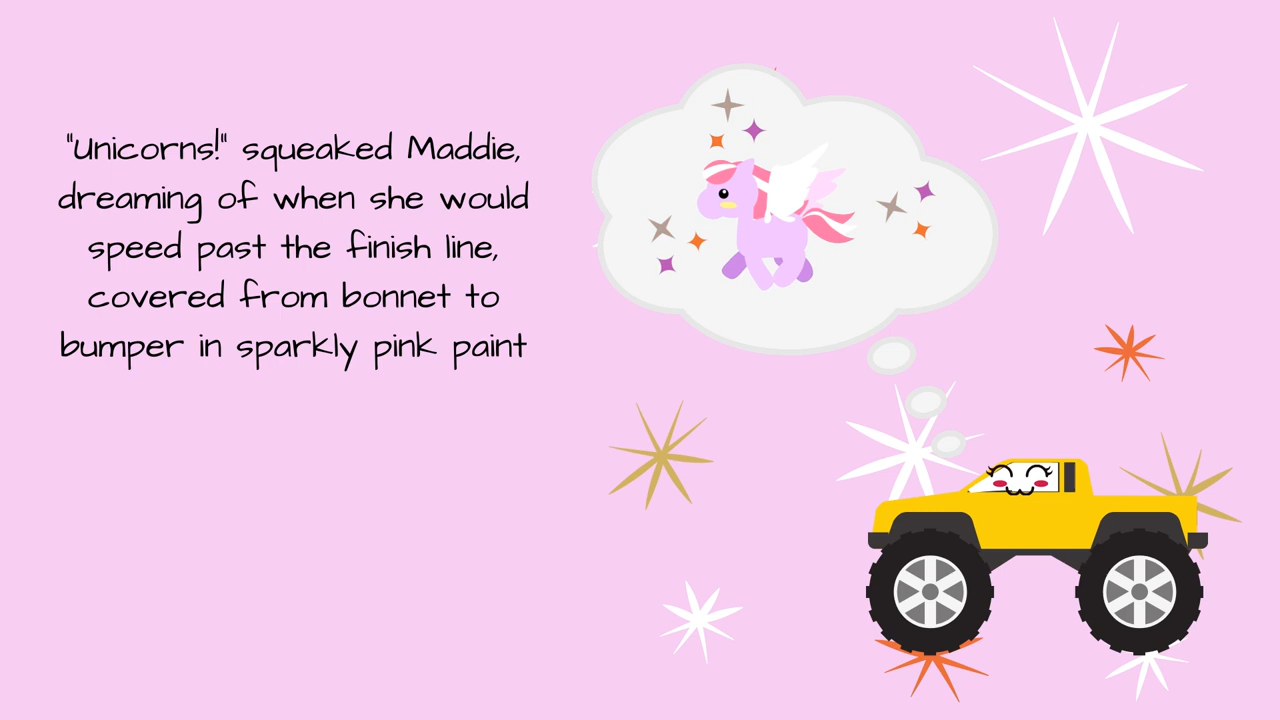 "Unicorns!" squeaked Maddie,
dreaming of when she would
speed past the finish line,
covered from bonnet to
bumper in sparkly pink paint